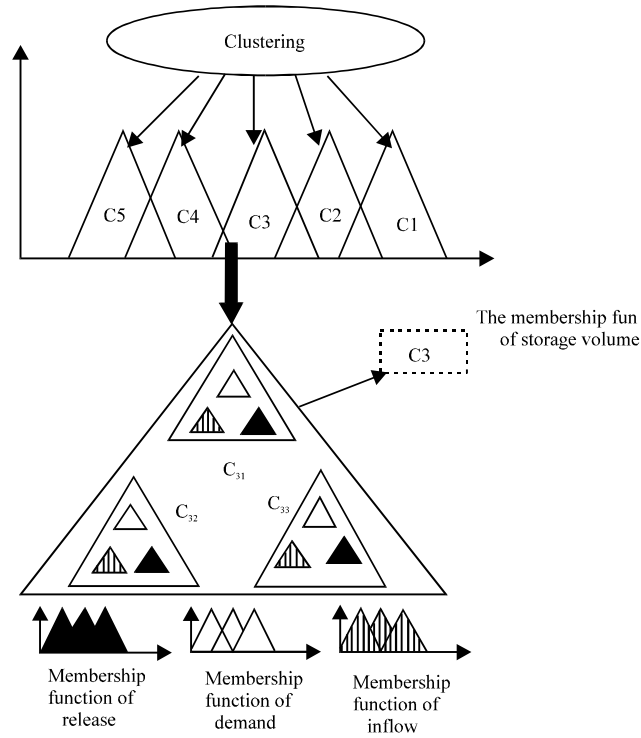 Clustering
C5
C4
C3
C2
C1
The membership fun
of storage volume
C3
C31
C32
C33
Membership
function of
release
Membership
function of
demand
Membership
function of
inflow